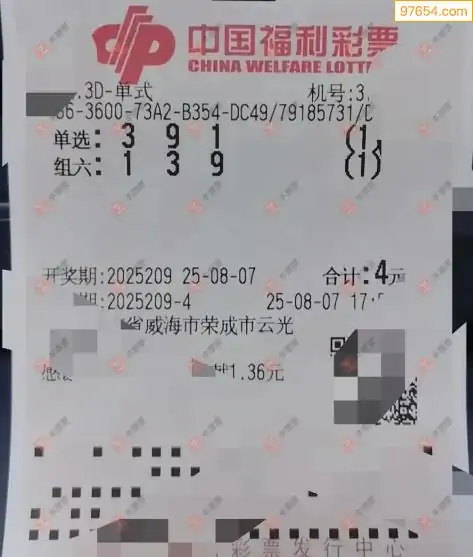 97654.com
中国福利彩票
CHINA WELFARE LOTT
3D-单式 机号:3
6-3600-73A2-B354-DC49/79185731/
单选: 3 9 1 (1
组六: 1 3 9 (1)
开奖期:2025209 25-08-07 合计:4元
期:2025209-4 25-08-07 17:
省威海市荣成市云光
1.36元
彩票发行中心